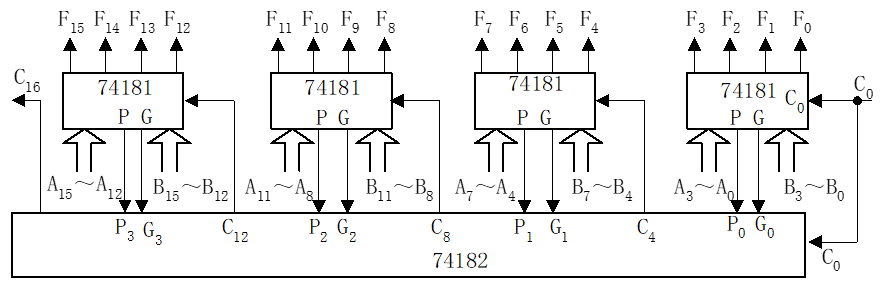 F₁₅ F₁₄ F₁₃ F₁₂ F₁₁ F₁₀ F₉ F₈ F₇ F₆ F₅ F₄ F₃ F₂ F₁ F₀
C₁₆ 74181 74181 74181 74181 C₀ C₀
P G P G P G P G
A₁₅~A₁₂ B₁₅~B₁₂ A₁₁~A₈ B₁₁~B₈ A₇~A₄ B₇~B₄ A₃~A₀ B₃~B₀
P₃ G₃ C₁₂ P₂ G₂ C₈ P₁ G₁ C₄ P₀ G₀
74182 C₀